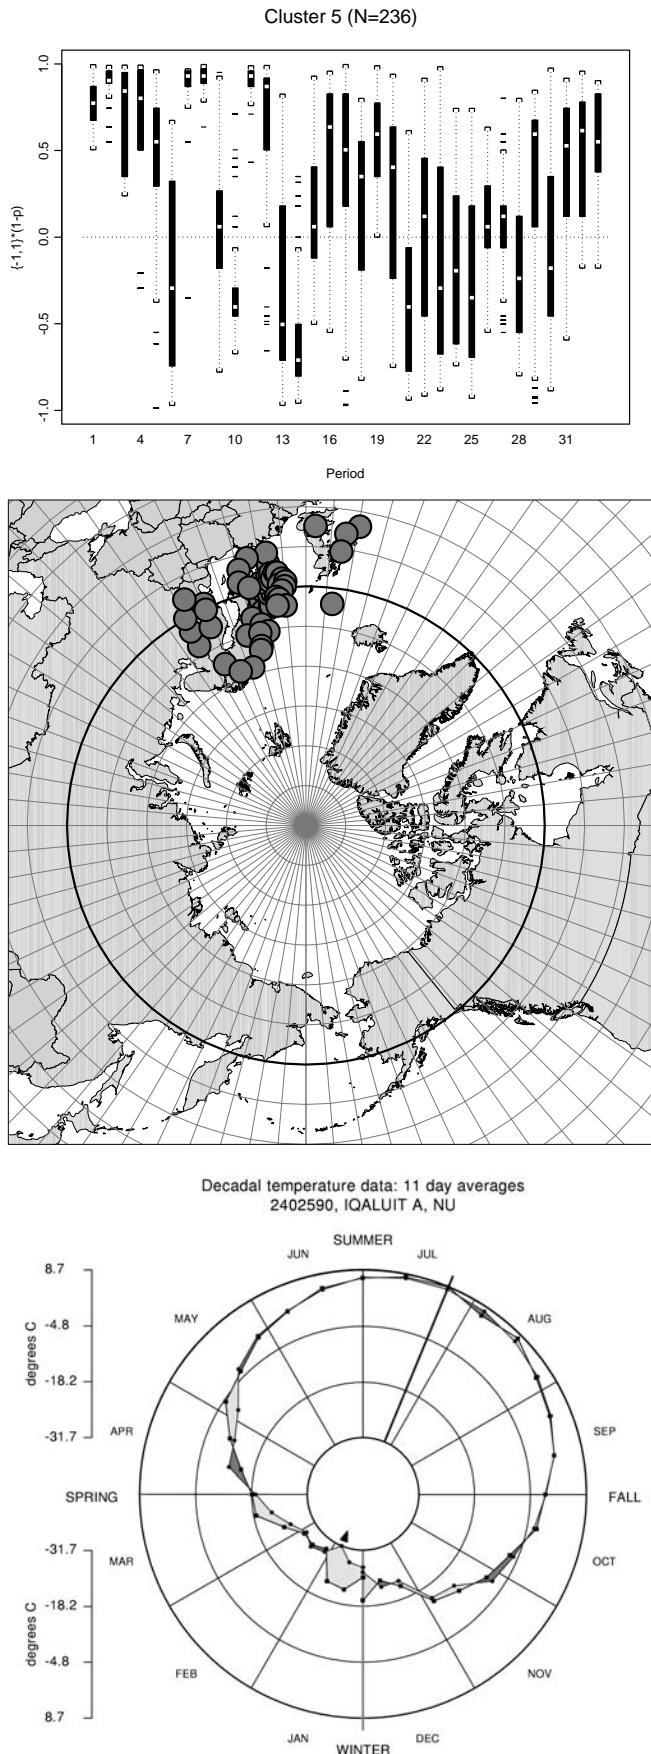 Cluster 5 (N=236)
{-1,1}*(1-p)
1.0
0.5
0.0
-0.5
-1.0
1 4 7 10 13 16 19 22 25 28 31
Period
Decadal temperature data: 11 day averages
2402590, IQALUIT A, NU
SUMMER
JUN JUL
8.7
MAY AUG
-4.8
degrees C
-18.2
APR SEP
-31.7
SPRING FALL
-31.7
MAR OCT
-18.2
degrees C
-4.8
FEB NOV
8.7
JAN DEC
WINTER